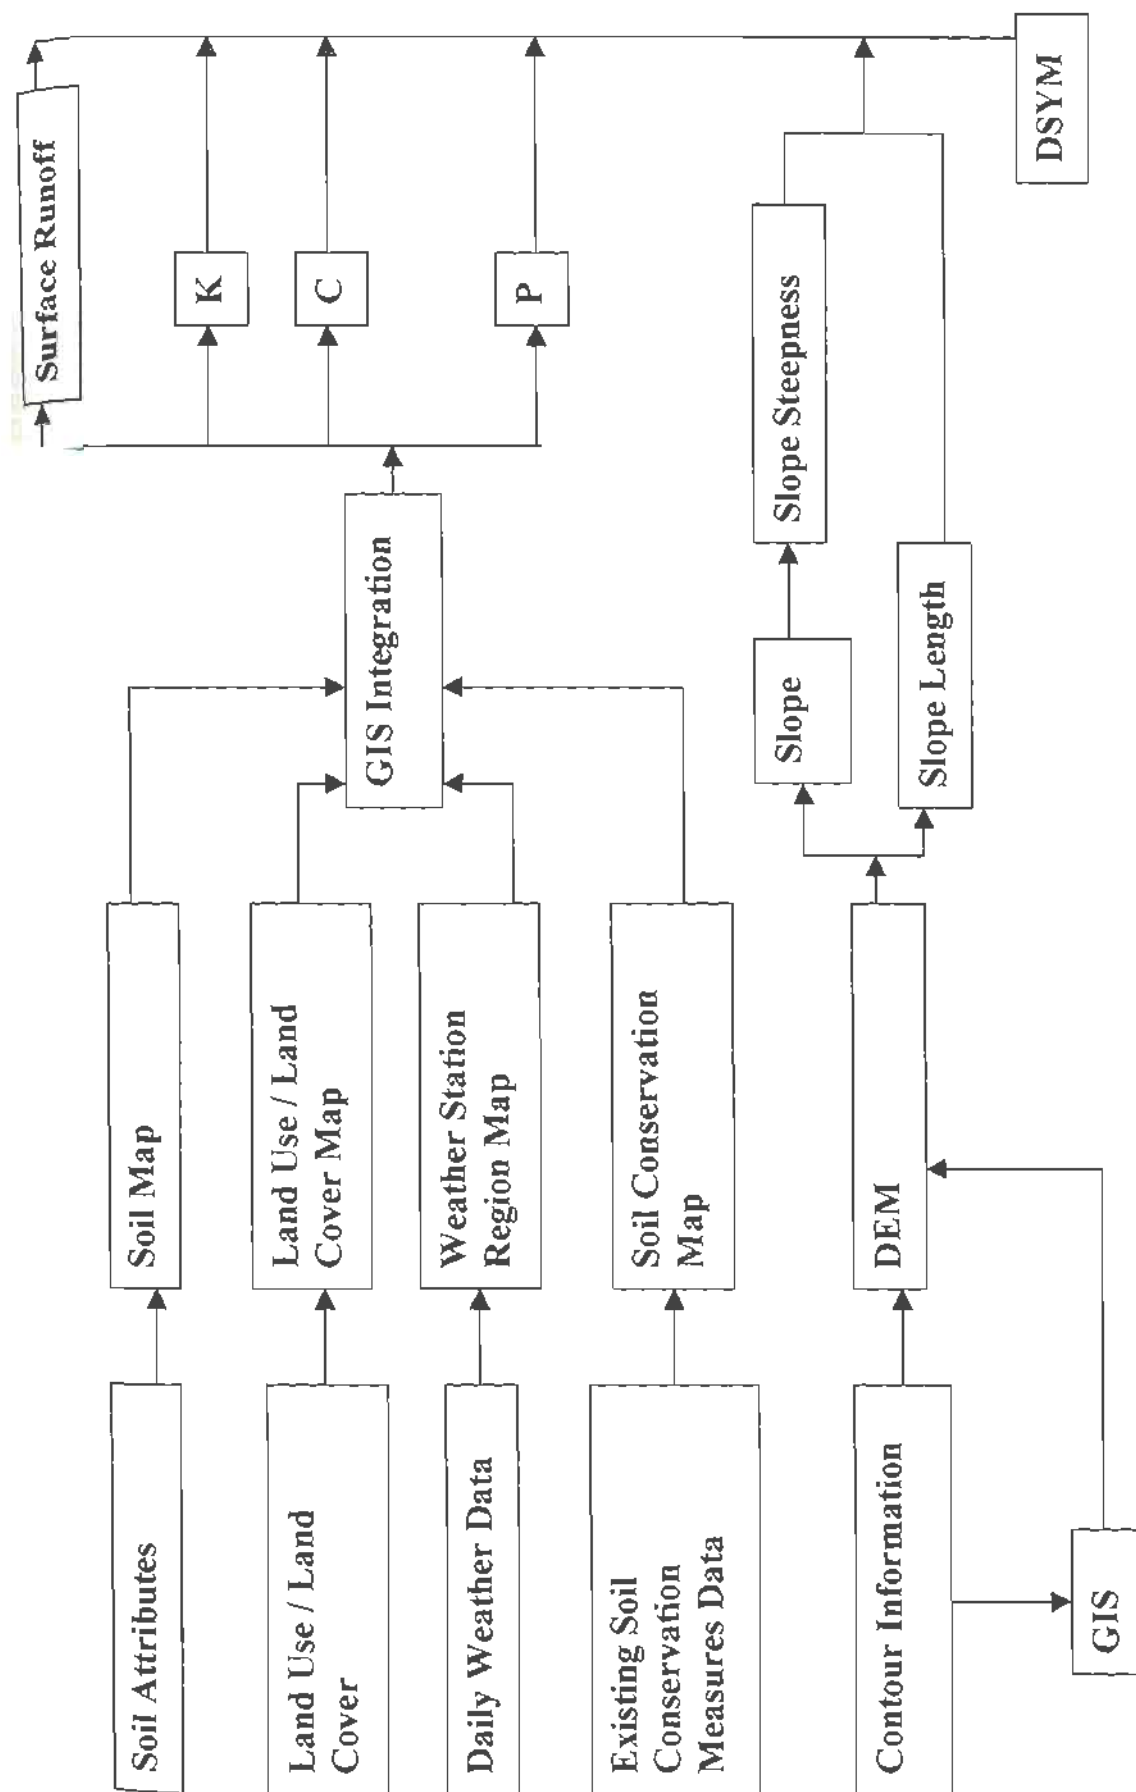 Soil Attributes
Soil Map
Surface Runoff
Land Use / Land
Cover
Land Use / Land
Cover Map
K
Daily Weather Data
Weather Station
Region Map
GIS Integration
C
Existing Soil
Conservation
Measures Data
Soil Conservation
Map
P
Contour Information
DEM
Slope
Slope Steepness
Slope Length
GIS
DSYM